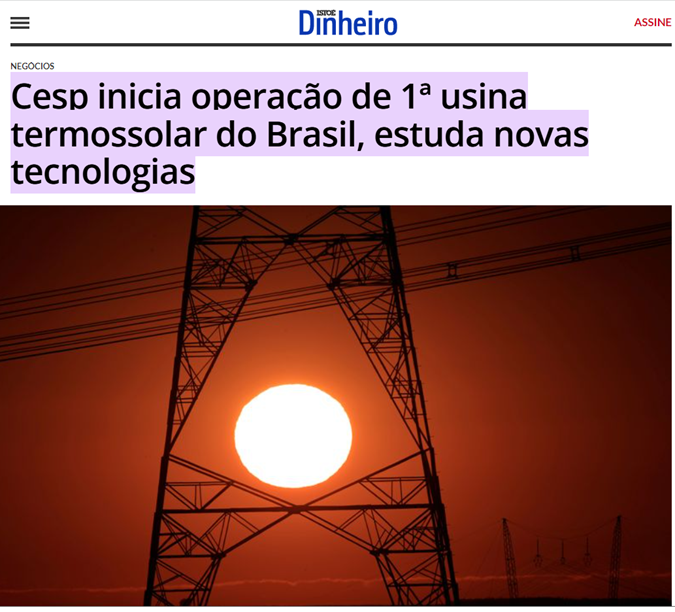 ISTOÉ
Dinheiro
ASSINE
NEGÓCIOS
Cesp inicia operação de 1ª usina
termossolar do Brasil, estuda novas
tecnologias